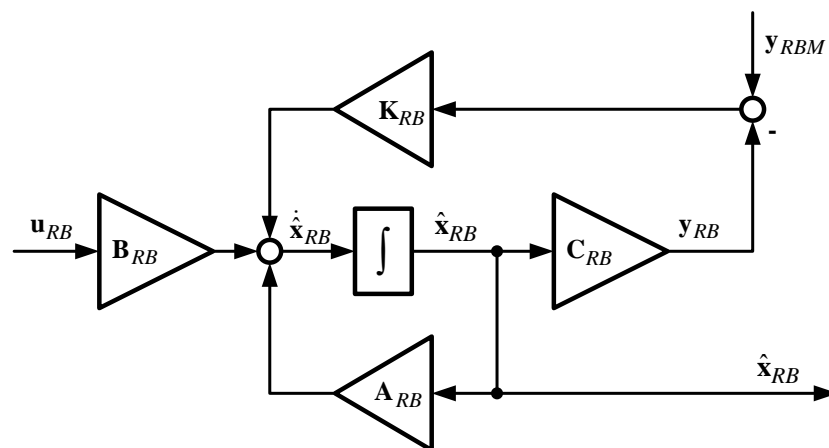 y_RBM
K_RB
-
u_RB
B_RB
x̂̇_RB
∫
x̂_RB
C_RB
y_RB
A_RB
x̂_RB